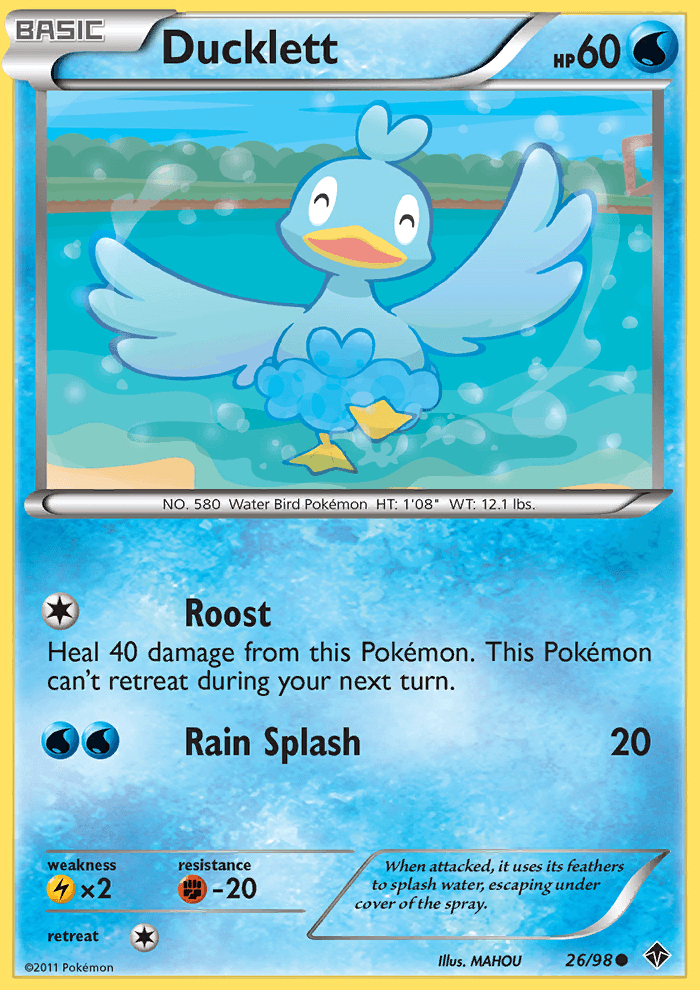 BASIC
Ducklett
HP60
NO. 580 Water Bird Pokémon HT: 1'08" WT: 12.1 lbs.
Roost
Heal 40 damage from this Pokémon. This Pokémon
can't retreat during your next turn.
Rain Splash 20
weakness
×2
resistance
-20
retreat
When attacked, it uses its feathers
to splash water, escaping under
cover of the spray.
©2011 Pokémon
Illus. MAHOU
26/98